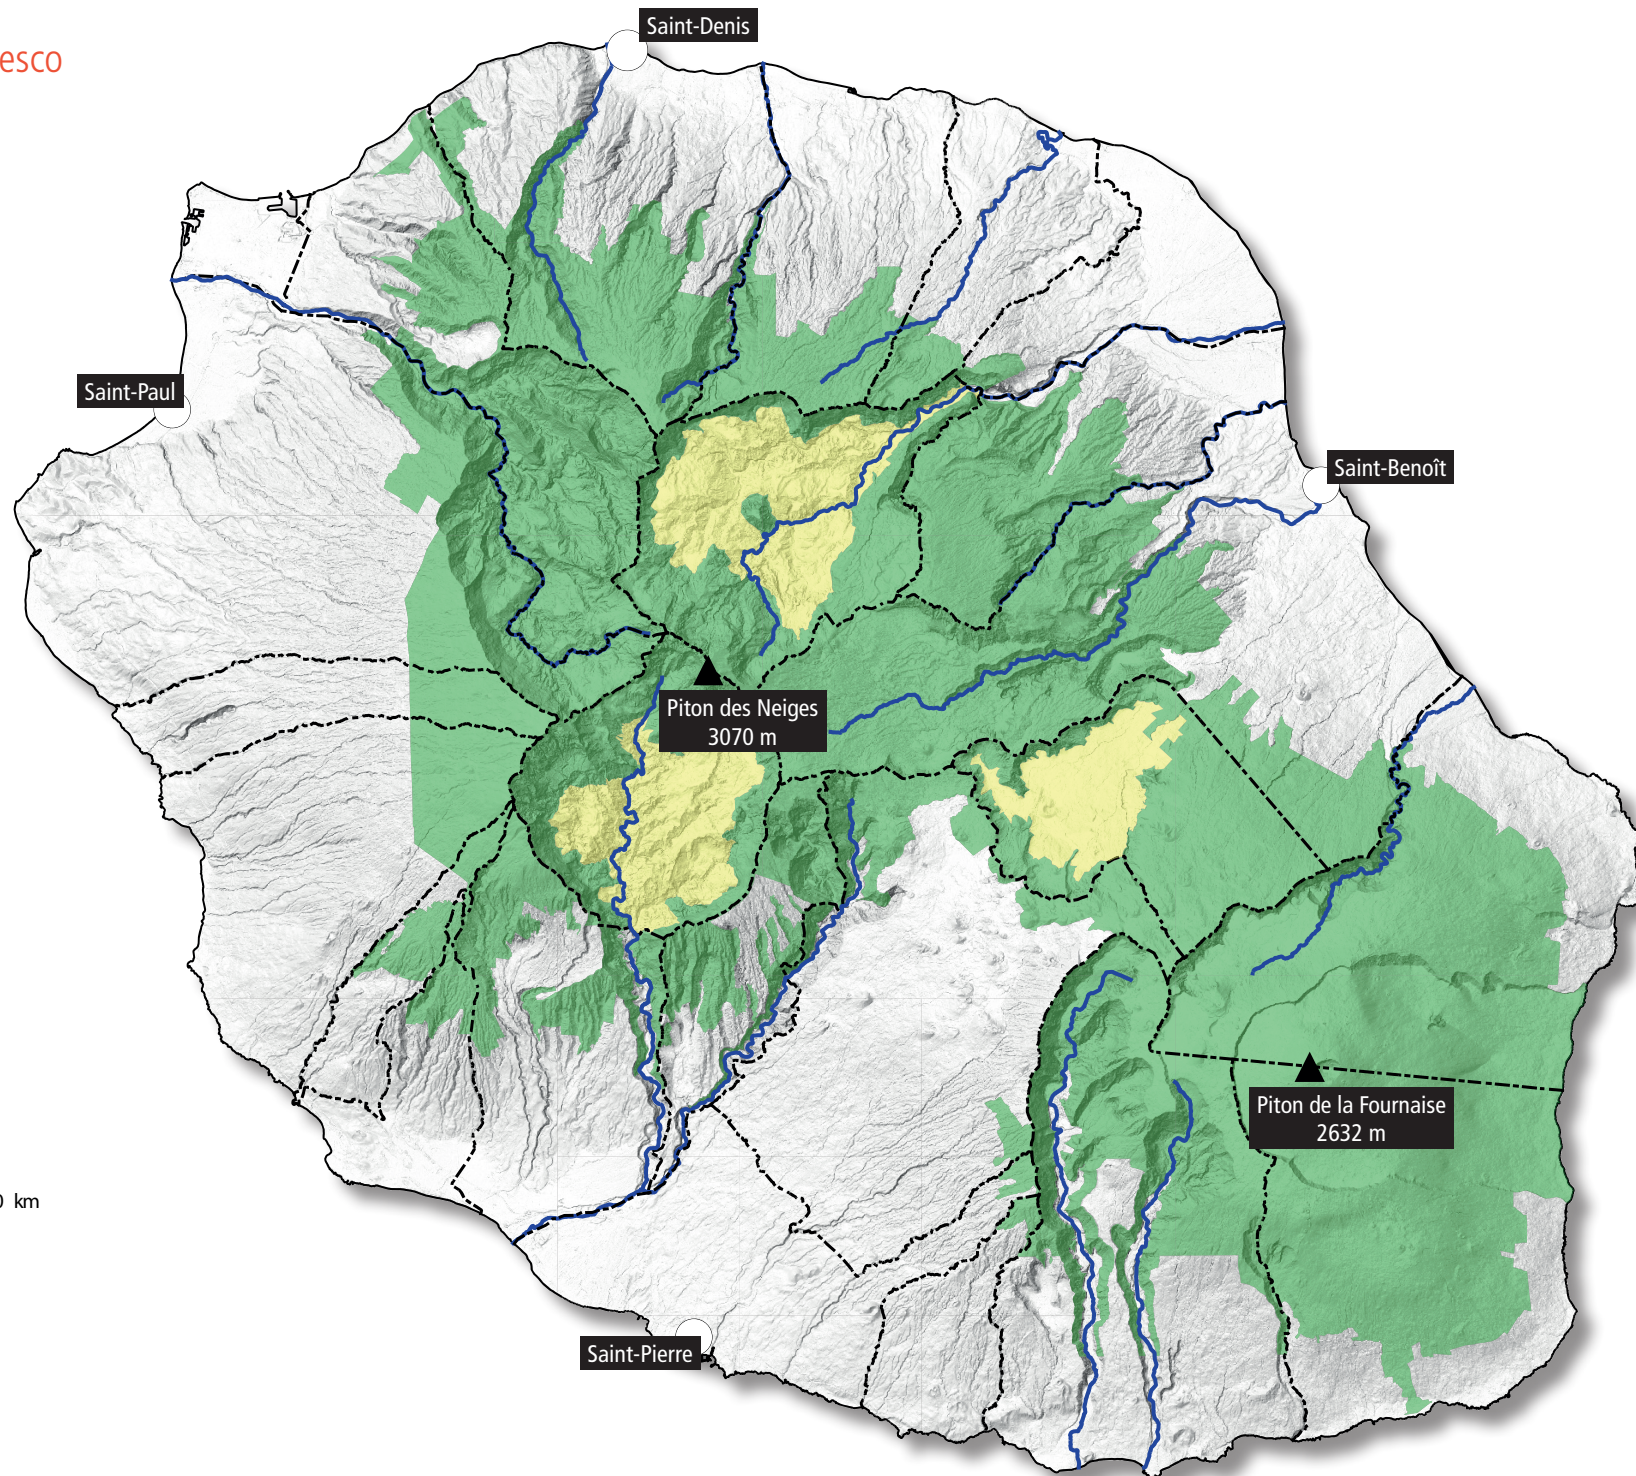 Saint-Denis
esco
Saint-Paul
Saint-Benoît
Piton des Neiges
3070 m
Piton de la Fournaise
2632 m
0 km
Saint-Pierre